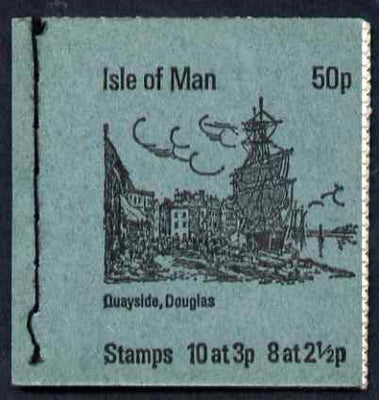 Isle of Man 50p
Quayside, Douglas
Stamps 10 at 3p 8 at 2½p